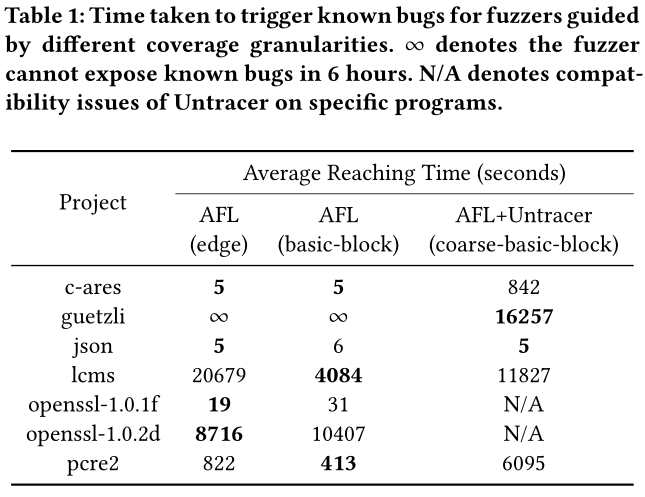 Table 1: Time taken to trigger known bugs for fuzzers guided
by different coverage granularities. ∞ denotes the fuzzer
cannot expose known bugs in 6 hours. N/A denotes compat-
ibility issues of Untracer on specific programs.
Project Average Reaching Time (seconds)
AFL AFL AFL+Untracer
(edge) (basic-block) (coarse-basic-block)
c-ares 5 5 842
guetzli ∞ ∞ 16257
json 5 6 5
lcms 20679 4084 11827
openssl-1.0.1f 19 31 N/A
openssl-1.0.2d 8716 10407 N/A
pcre2 822 413 6095